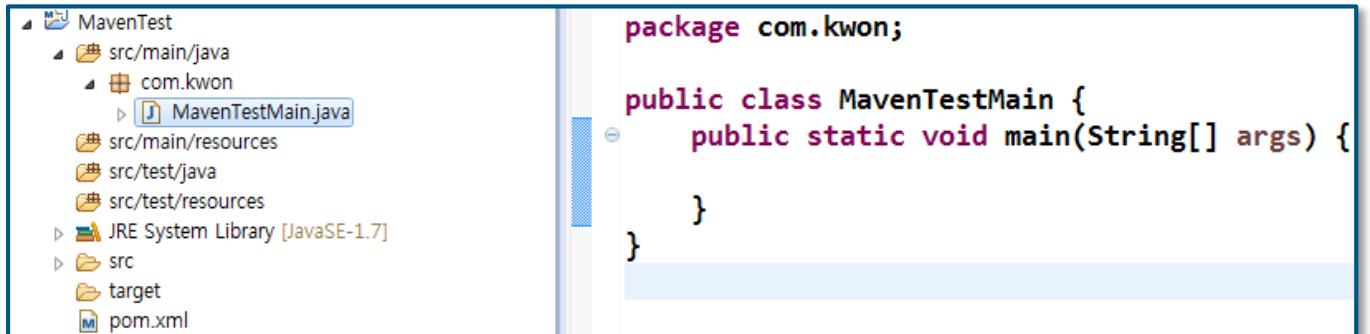 MavenTest
src/main/java
com.kwon
MavenTestMain.java
src/main/resources
src/test/java
src/test/resources
JRE System Library [JavaSE-1.7]
src
target
pom.xml
package com.kwon;
public class MavenTestMain {
public static void main(String[] args) {
}
}